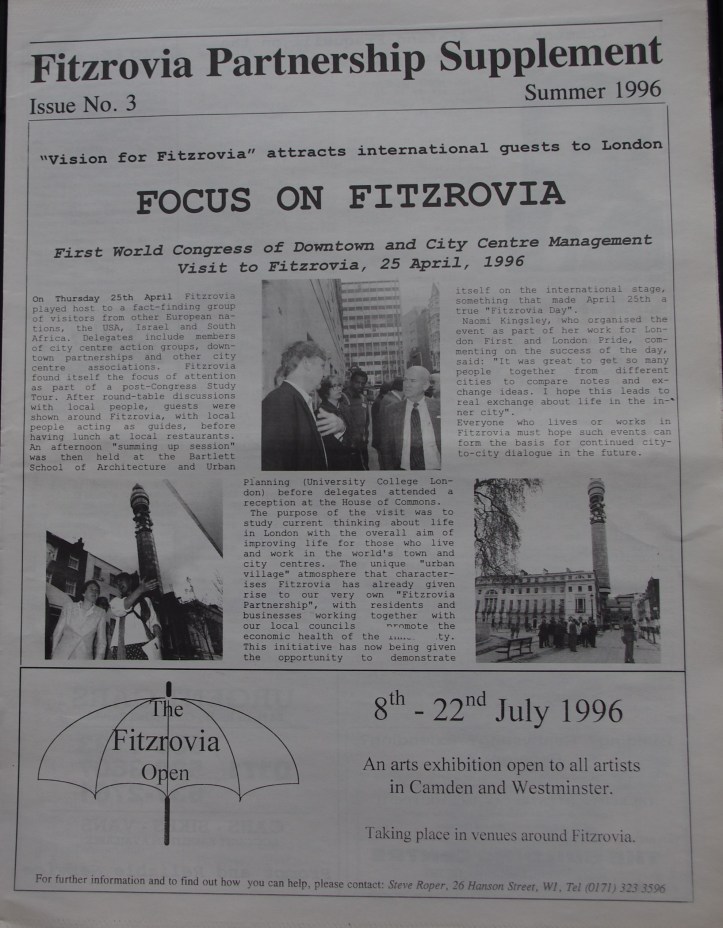 Fitzrovia Partnership Supplement
Issue No. 3
Summer 1996
"Vision for Fitzrovia" attracts international guests to London
FOCUS ON FITZROVIA
First World Congress of Downtown and City Centre Management
Visit to Fitzrovia, 25 April, 1996
On Thursday 25th April Fitzrovia
played host to a fact-finding group
of visitors from other European na-
tions, the USA, Israel and South
Africa. Delegates include members
of city centre action groups, down-
town partnerships and other city
centre associations. Fitzrovia
found itself the focus of attention
as part of a post-Congress Study
Tour. After round-table discussions
with local people, guests were
shown around Fitzrovia, with local
people acting as guides, before
having lunch at local restaurants.
An afternoon "summing up session"
was then held at the Bartlett
School of Architecture and Urban
Planning (University College Lon-
don) before delegates attended a
reception at the House of Commons.
The purpose of the visit was to
study current thinking about life
in London with the overall aim of
improving life for those who live
and work in the world's town and
city centres. The unique "urban
village" atmosphere that character-
ises Fitzrovia has already given
rise to our very own "Fitzrovia
Partnership", with residents and
businesses working together with
our local councils promote the
economic health of the
This initiative has now being given
the opportunity to demonstrate
itself on the international stage,
something that made April 25th a
true "Fitzrovia Day".
Naomi Kingsley, who organised the
event as part of her work for Lon-
don First and London Pride, com-
menting on the success of the day,
said: "It was great to get so many
people together from different
cities to compare notes and ex-
change ideas. I hope this leads to
real exchange about life in the in-
ner city".
Everyone who lives or works in
Fitzrovia must hope such events can
form the basis for continued city-
to-city dialogue in the future.
The
Fitzrovia
Open
8th - 22nd July 1996
An arts exhibition open to all artists
in Camden and Westminster.
Taking place in venues around Fitzrovia.
For further information and to find out how you can help, please contact: Steve Roper, 26 Hanson Street, W1, Tel (0171) 323 3596